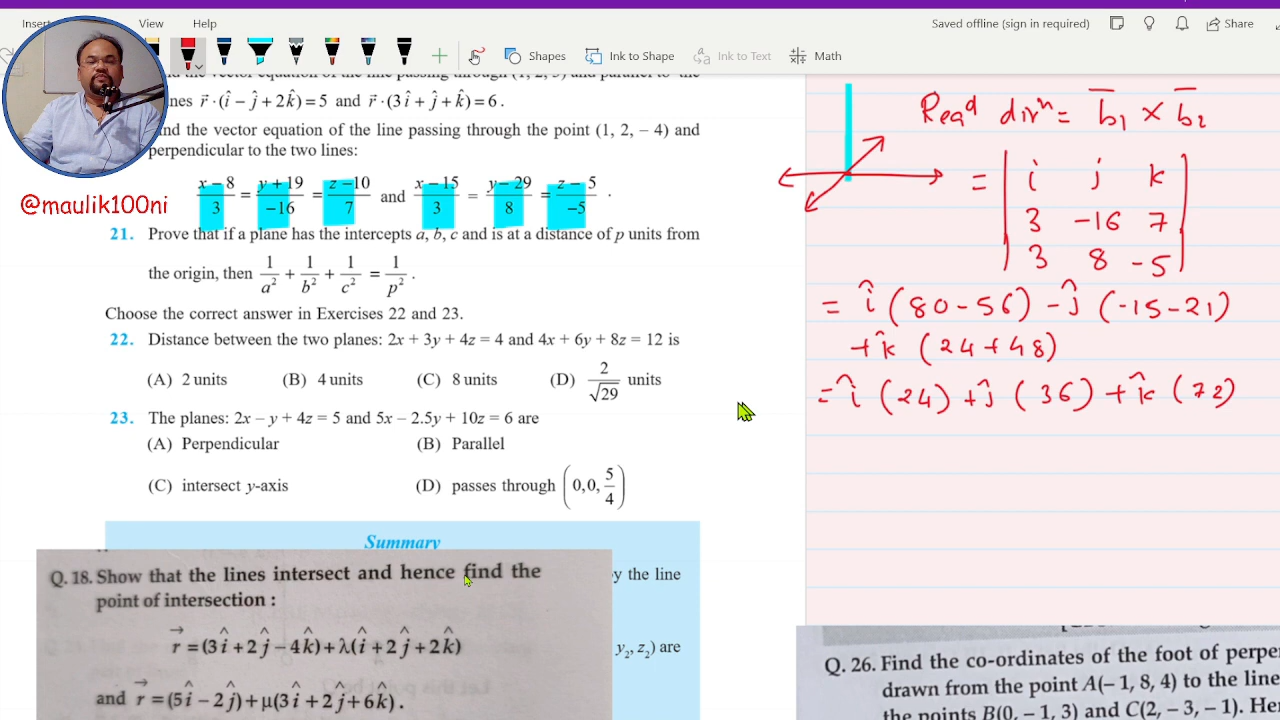 Inser View Help Saved offline (sign in required) Share
Shapes Ink to Shape Ink to Text Math
nes r⃗ · (î − ĵ + 2k̂) = 5 and r⃗ · (3î + ĵ + k̂) = 6 .
nd the vector equation of the line passing through the point (1, 2, − 4) and
perpendicular to the two lines:
(x − 8)/3 = (y + 19)/−16 = (z − 10)/7 and (x − 15)/3 = (y − 29)/8 = (z − 5)/−5 .
@maulik100ni
21. Prove that if a plane has the intercepts a, b, c and is at a distance of p units from
the origin, then 1/a² + 1/b² + 1/c² = 1/p² .
Choose the correct answer in Exercises 22 and 23.
22. Distance between the two planes: 2x + 3y + 4z = 4 and 4x + 6y + 8z = 12 is
(A) 2 units (B) 4 units (C) 8 units (D) 2/√29 units
23. The planes: 2x − y + 4z = 5 and 5x − 2.5y + 10z = 6 are
(A) Perpendicular (B) Parallel
(C) intersect y-axis (D) passes through (0,0, 5/4)
Summary
y the line
y₂, z₂) are
Q. 18. Show that the lines intersect and hence find the
point of intersection :
r⃗ = (3î + 2ĵ − 4k̂) + λ(î + 2ĵ + 2k̂)
and r⃗ = (5î − 2ĵ) + μ(3î + 2ĵ + 6k̂) .
Reqd dirⁿ = b̄₁ × b̄₂
= | i j k |
| 3 -16 7 |
| 3 8 -5 |
= î (80-56) -ĵ (-15-21)
+k̂ (24+48)
= î (24) +ĵ (36) +k̂ (72)
Q. 26. Find the co-ordinates of the foot of perpe
drawn from the point A(− 1, 8, 4) to the line
the points B(0, − 1, 3) and C(2, − 3, − 1). He